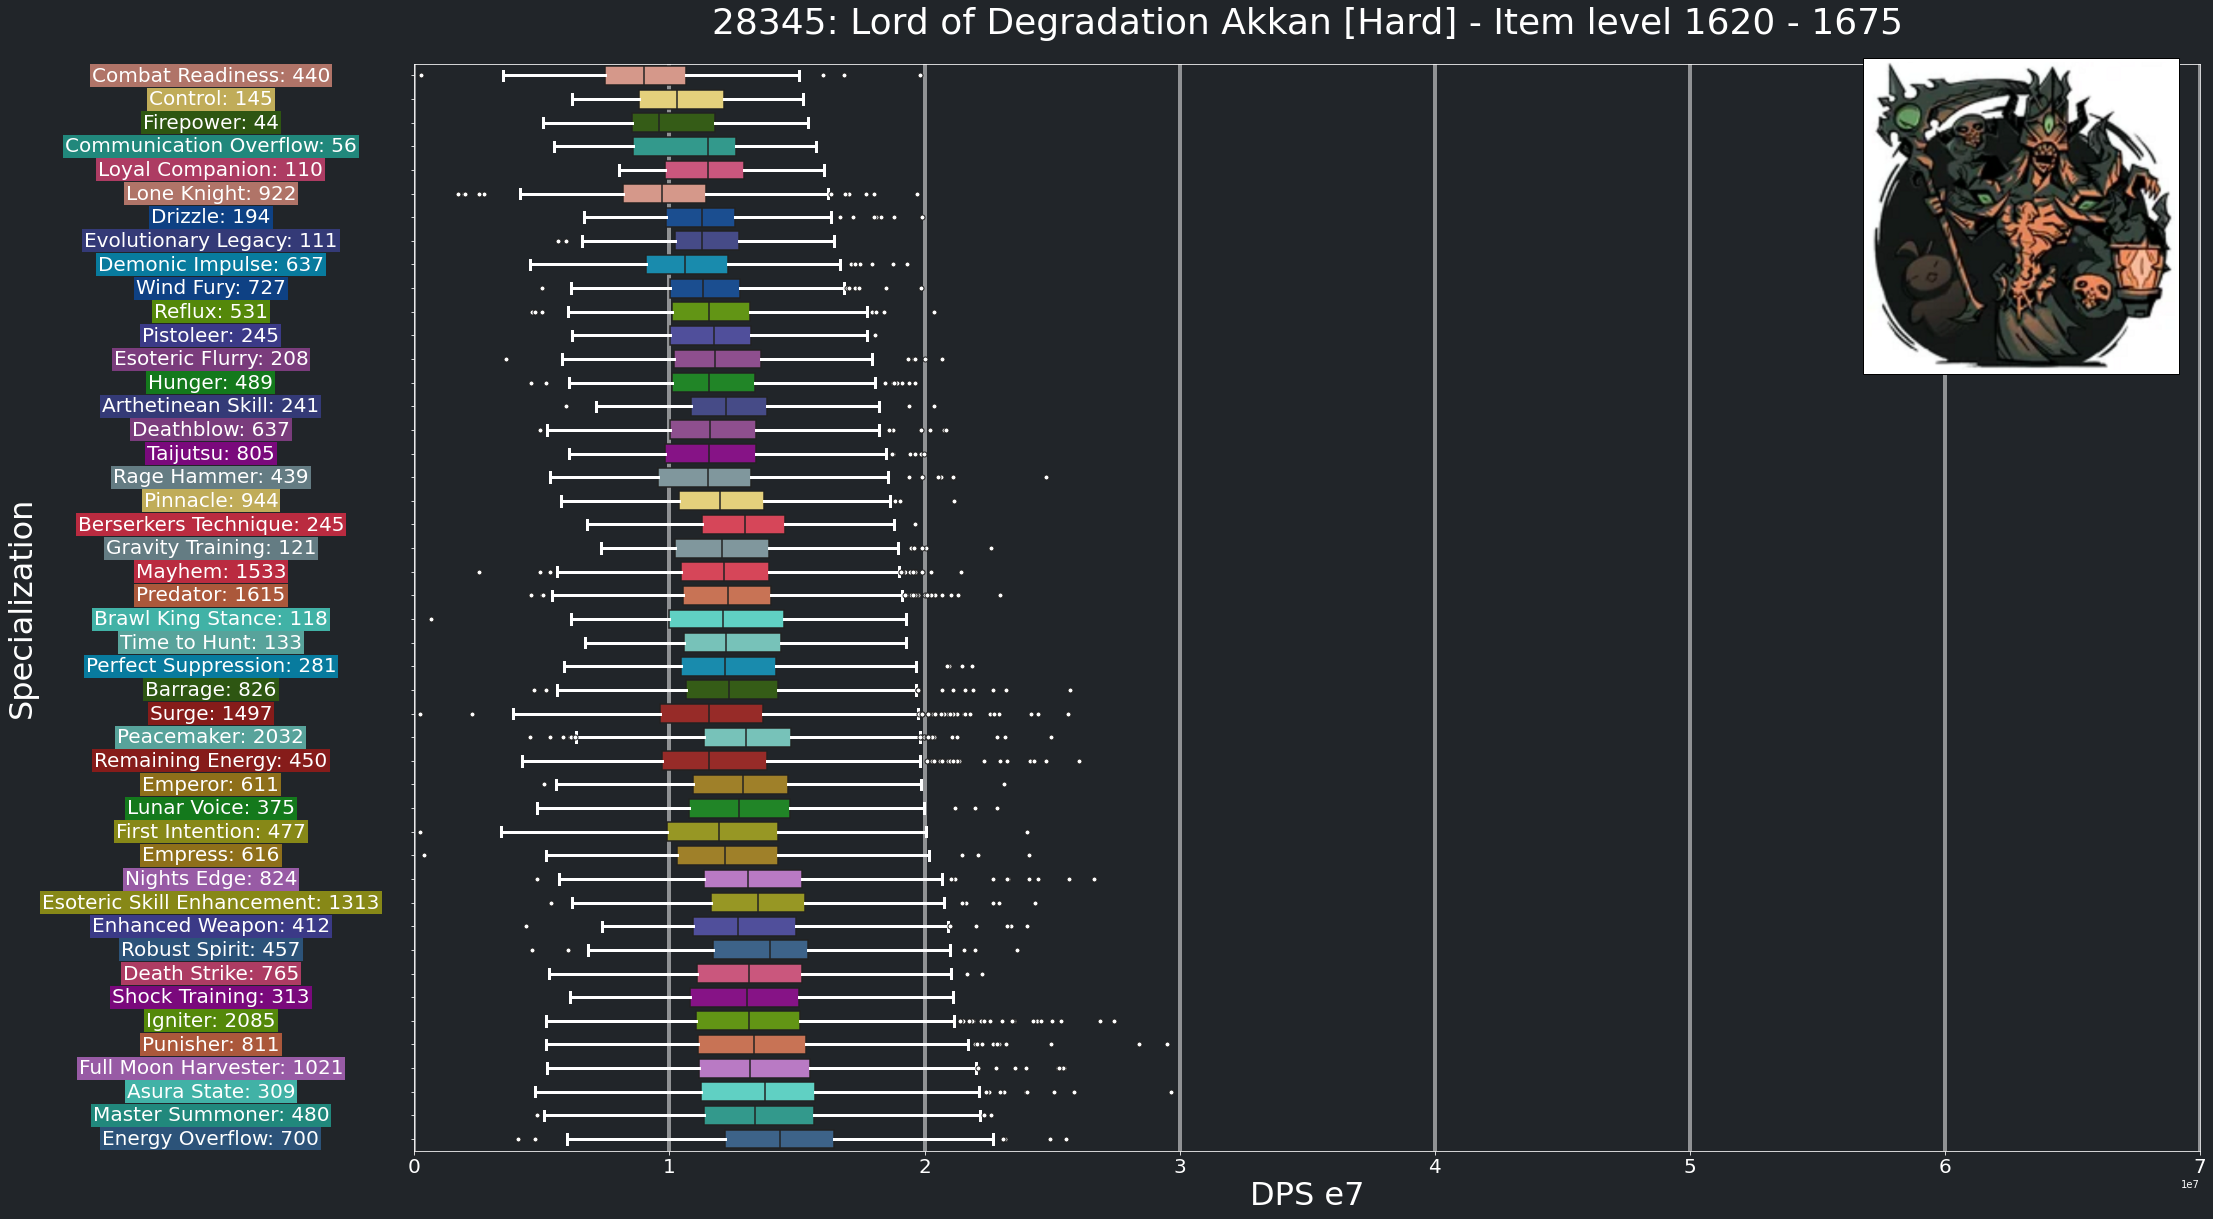 28345: Lord of Degradation Akkan [Hard] - Item level 1620 - 1675
Specialization
Combat Readiness: 440
Control: 145
Firepower: 44
Communication Overflow: 56
Loyal Companion: 110
Lone Knight: 922
Drizzle: 194
Evolutionary Legacy: 111
Demonic Impulse: 637
Wind Fury: 727
Reflux: 531
Pistoleer: 245
Esoteric Flurry: 208
Hunger: 489
Arthetinean Skill: 241
Deathblow: 637
Taijutsu: 805
Rage Hammer: 439
Pinnacle: 944
Berserkers Technique: 245
Gravity Training: 121
Mayhem: 1533
Predator: 1615
Brawl King Stance: 118
Time to Hunt: 133
Perfect Suppression: 281
Barrage: 826
Surge: 1497
Peacemaker: 2032
Remaining Energy: 450
Emperor: 611
Lunar Voice: 375
First Intention: 477
Empress: 616
Nights Edge: 824
Esoteric Skill Enhancement: 1313
Enhanced Weapon: 412
Robust Spirit: 457
Death Strike: 765
Shock Training: 313
Igniter: 2085
Punisher: 811
Full Moon Harvester: 1021
Asura State: 309
Master Summoner: 480
Energy Overflow: 700
0 1 2 3 4 5 6 7
1e7
DPS e7